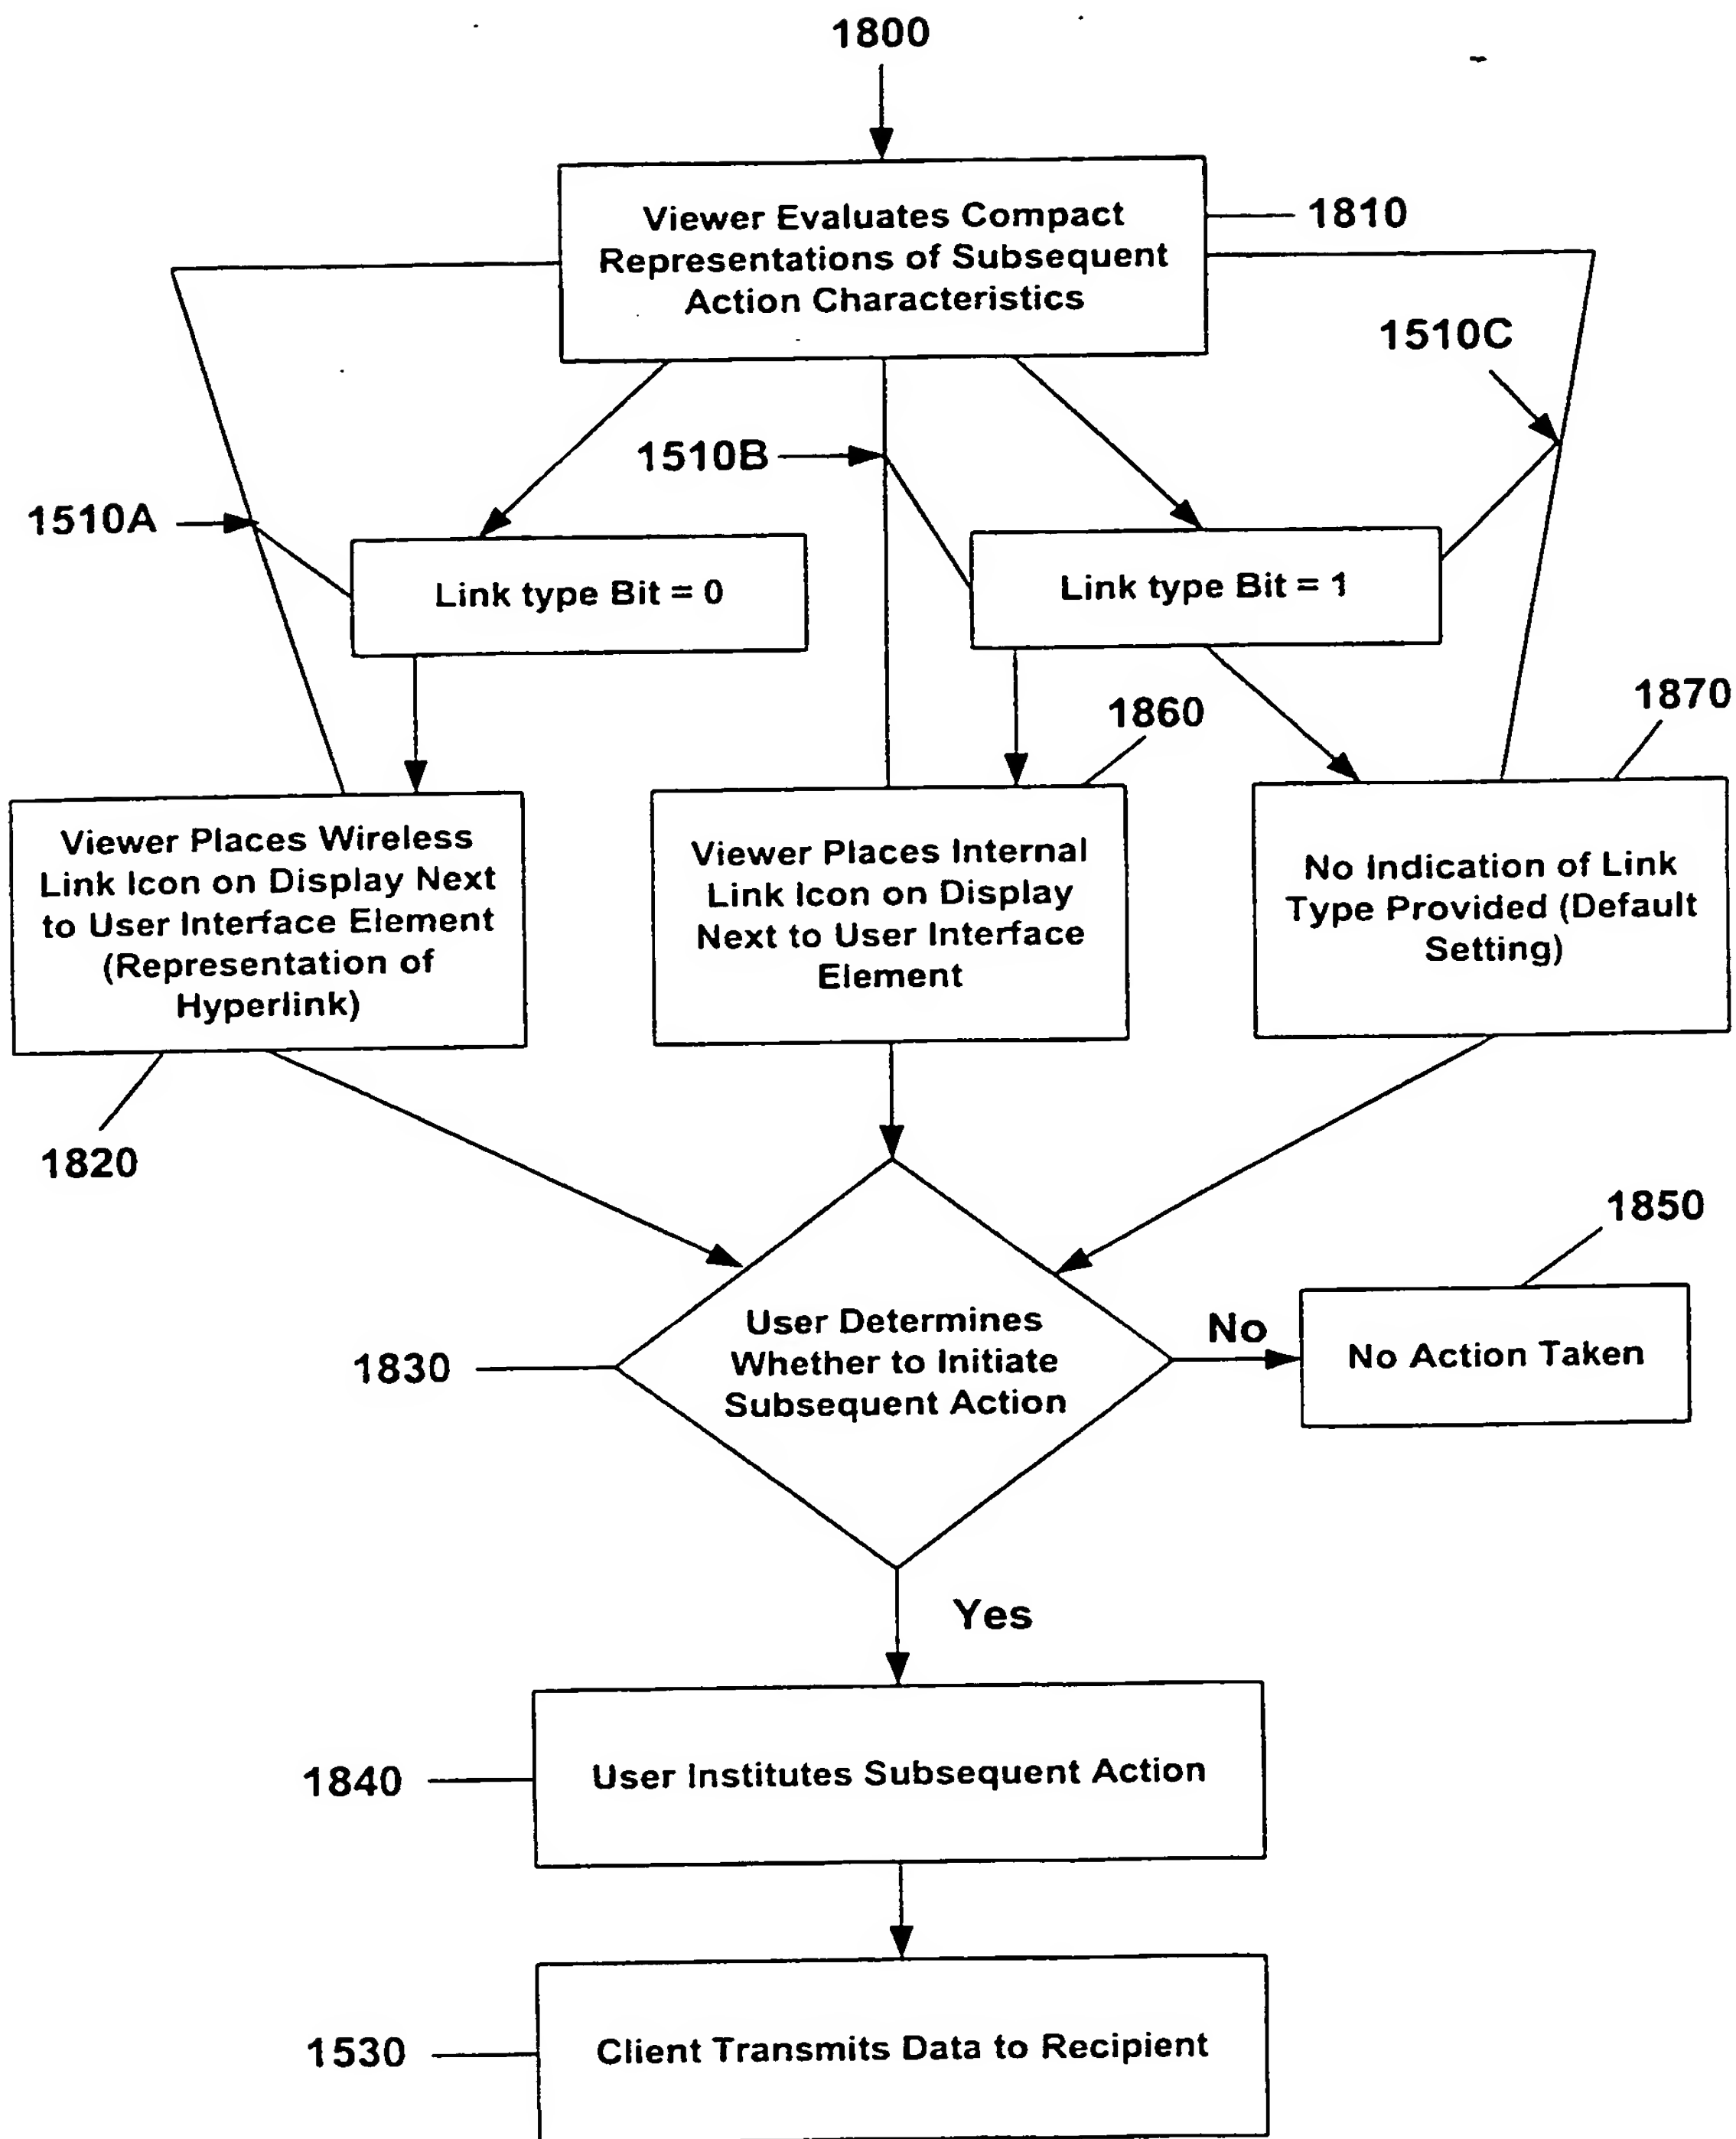 1800
Viewer Evaluates Compact
Representations of Subsequent
Action Characteristics
1810
1510C
1510B
1510A
Link type Bit = 0
Link type Bit = 1
1870
1860
Viewer Places Wireless
Link Icon on Display Next
to User Interface Element
(Representation of
Hyperlink)
Viewer Places Internal
Link Icon on Display
Next to User Interface
Element
No Indication of Link
Type Provided (Default
Setting)
1820
1850
User Determines
Whether to Initiate
Subsequent Action
1830
No
No Action Taken
Yes
1840
User Institutes Subsequent Action
1530
Client Transmits Data to Recipient